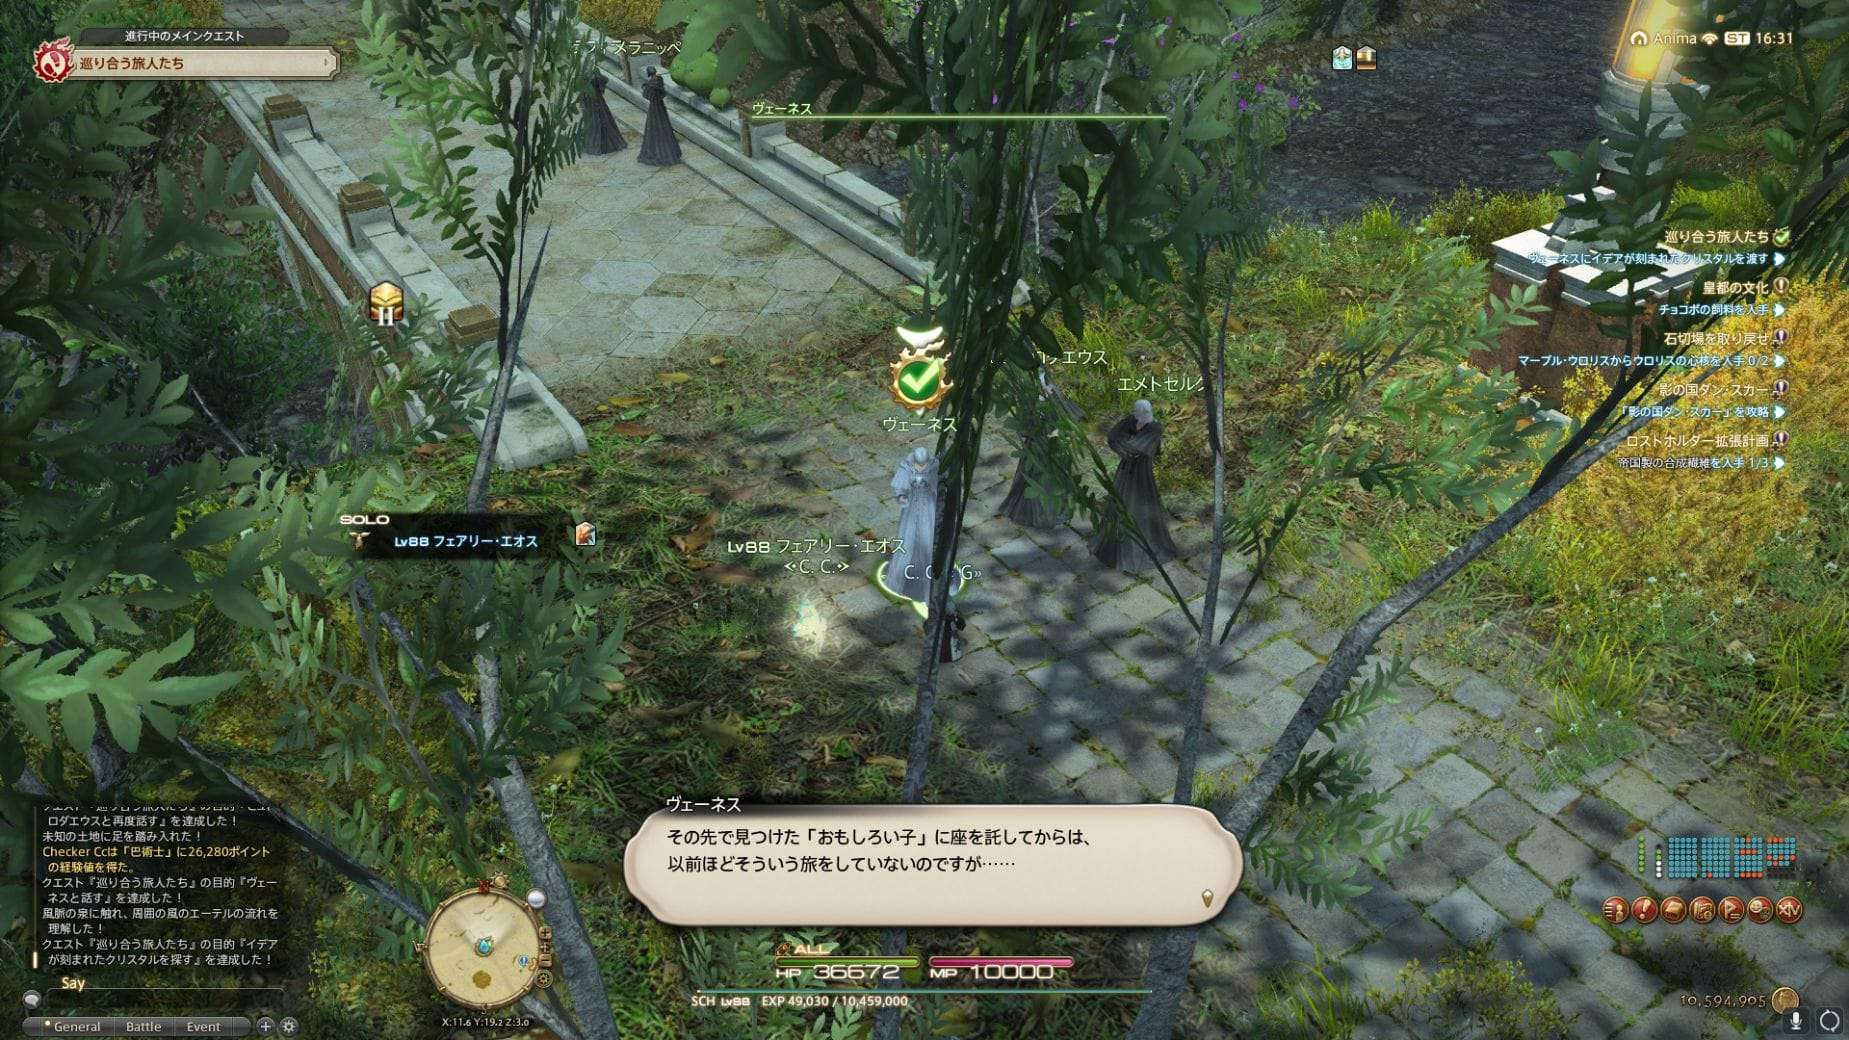 進行中のメインクエスト
巡り合う旅人たち
メラニッペ
ヴェーネス
Anima ST 16:31
巡り合う旅人たち
ヴェーネスにイデアが刻まれたクリスタルを渡す
皇都の文化
チョコボの飼料を入手
石切場を取り戻せ
マーブル・ウロリスからウロリスの心核を入手 0/2
影の国ダン・スカー
「影の国ダン・スカー」を攻略
ロストホルダー拡張計画
帝国製の合成繊維を入手 1/3
II
エウス
エメトセルク
ヴェーネス
SOLO
Lv88 フェアリー・エオス
Lv88 フェアリー・エオス
«C. C.»
ヴェーネス
その先で見つけた「おもしろい子」に座を託してからは、
以前ほどそういう旅をしていないのですが……
ロダエウスと再度話す』を達成した！
未知の土地に足を踏み入れた！
Checker Ccは「巴術士」に26,280ポイント
の経験値を得た。
クエスト『巡り合う旅人たち』の目的『ヴェー
ネスと話す』を達成した！
風脈の泉に触れ、周囲の風のエーテルの流れを
理解した！
クエスト『巡り合う旅人たち』の目的『イデア
が刻まれたクリスタルを探す』を達成した！
Say
General Battle Event
X:11.6 Y:19.2 Z:3.0
ALL
HP 36672 MP 10000
SCH Lv88 EXP 49,030 / 10,459,000
XIV
10,594,905